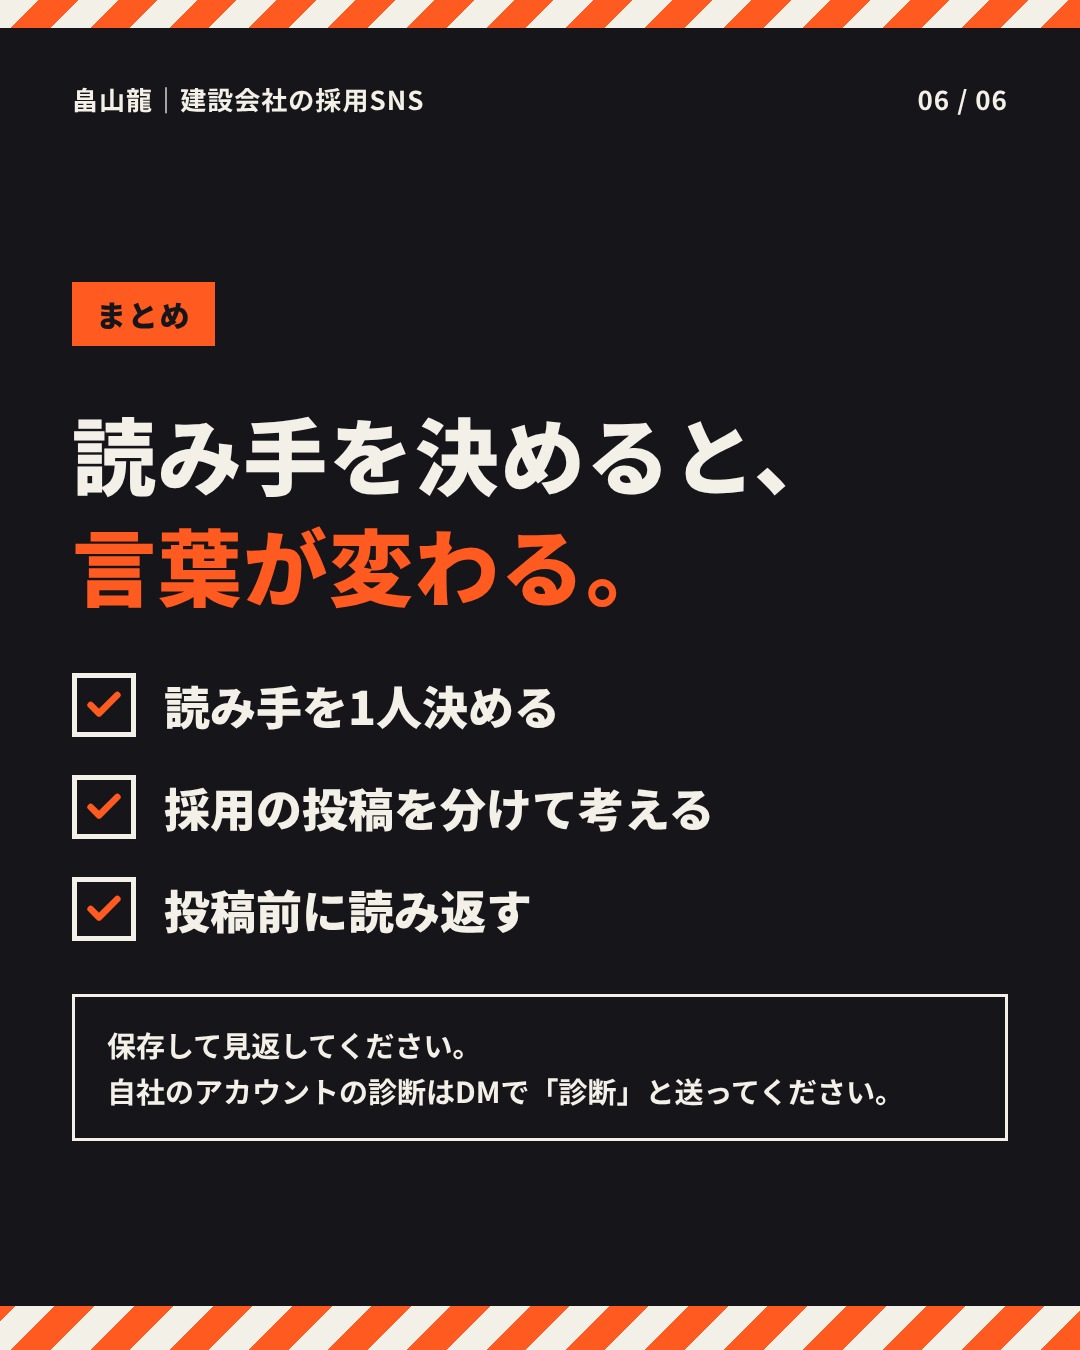 畠山龍｜建設会社の採用SNS
06 / 06
まとめ
読み手を決めると、
言葉が変わる。
読み手を1人決める
採用の投稿を分けて考える
投稿前に読み返す
保存して見返してください。
自社のアカウントの診断はDMで「診断」と送ってください。